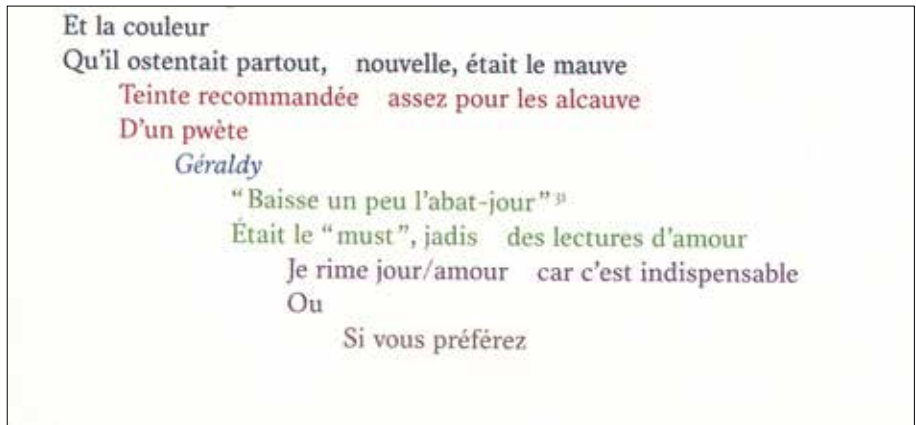 Et la couleur
Qu'il ostentait partout, nouvelle, était le mauve
Teinte recommandée assez pour les alcauve
D'un pwète
Géraldy
“Baisse un peu l'abat-jour” 31
Était le “must”, jadis des lectures d'amour
Je rime jour/amour car c'est indispensable
Ou
Si vous préférez